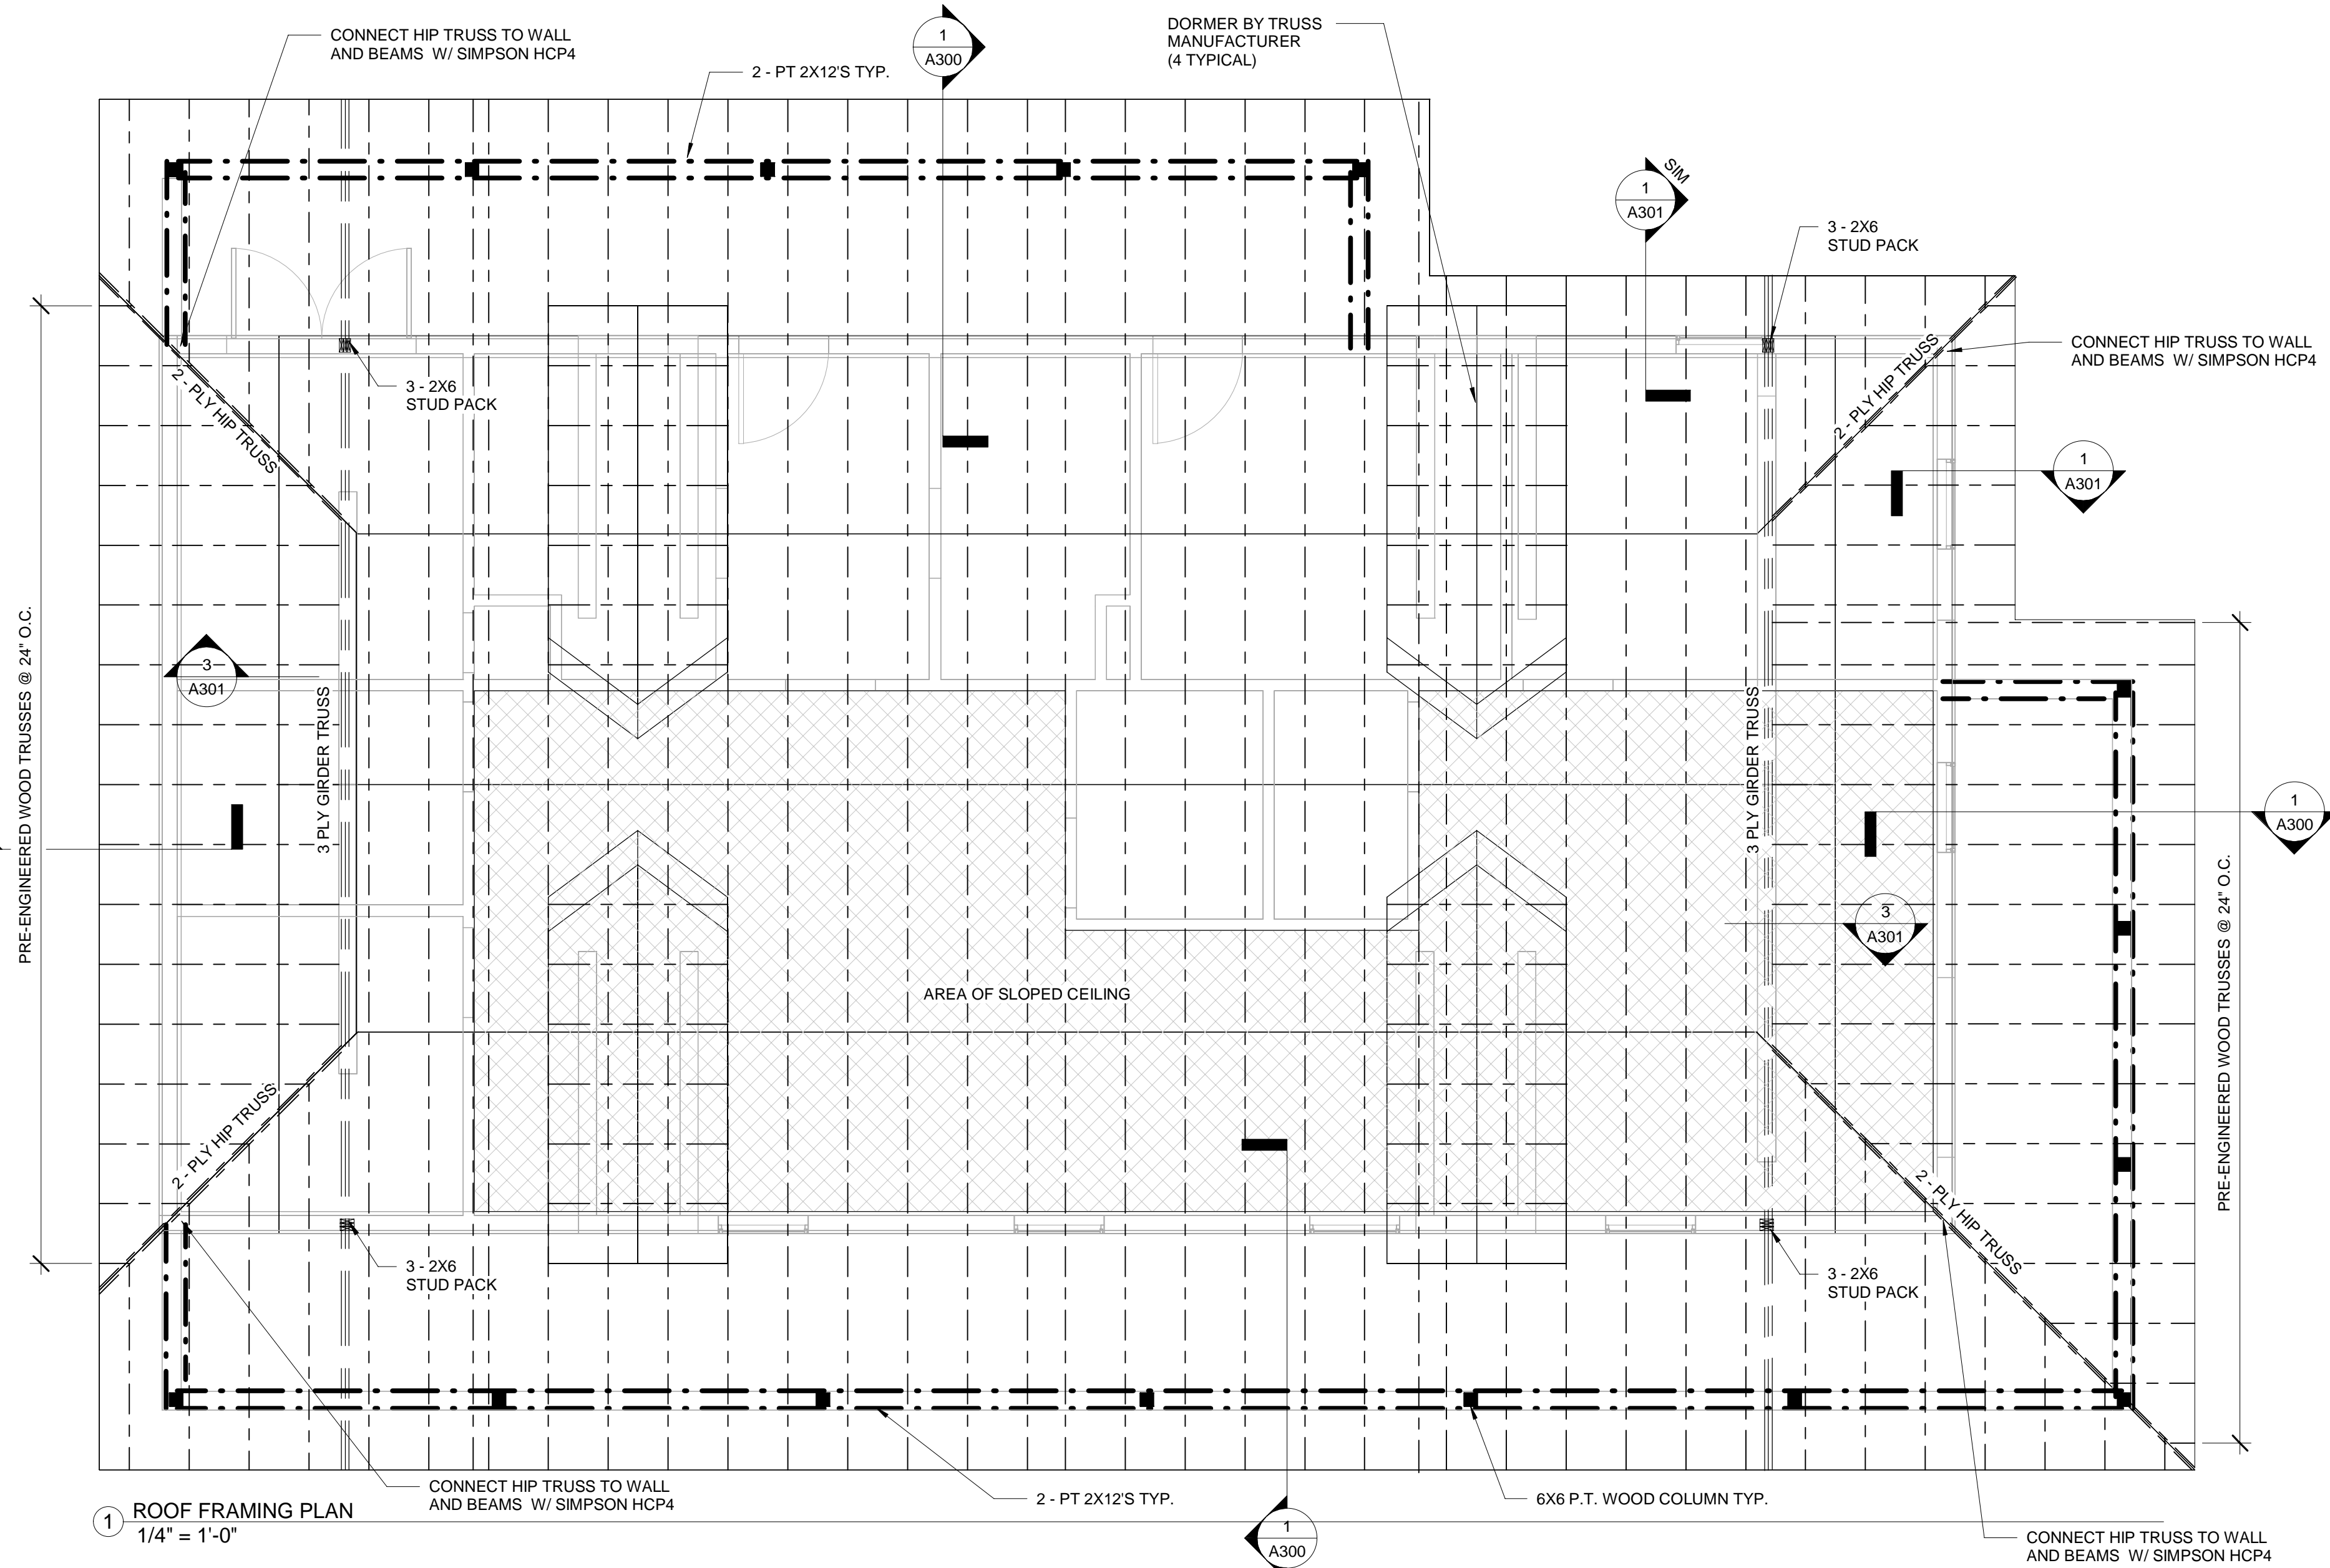 CONNECT HIP TRUSS TO WALL
AND BEAMS  W/ SIMPSON HCP4
2 - PT 2X12'S TYP.
1
A300
DORMER BY TRUSS
MANUFACTURER
(4 TYPICAL)
SIM
1
A301
3 - 2X6
STUD PACK
CONNECT HIP TRUSS TO WALL
AND BEAMS  W/ SIMPSON HCP4
2 - PLY HIP TRUSS
3 - 2X6
STUD PACK
2 - PLY HIP TRUSS
1
A301
PRE-ENGINEERED WOOD TRUSSES @ 24" O.C.
3
A301
3 PLY GIRDER TRUSS
3 PLY GIRDER TRUSS
1
A300
3
A301
AREA OF SLOPED CEILING
PRE-ENGINEERED WOOD TRUSSES @ 24" O.C.
2 - PLY HIP TRUSS
2 - PLY HIP TRUSS
3 - 2X6
STUD PACK
3 - 2X6
STUD PACK
CONNECT HIP TRUSS TO WALL
AND BEAMS  W/ SIMPSON HCP4
2 - PT 2X12'S TYP.
6X6 P.T. WOOD COLUMN TYP.
1
ROOF FRAMING PLAN
1/4" = 1'-0"
1
A300
CONNECT HIP TRUSS TO WALL
AND BEAMS  W/ SIMPSON HCP4